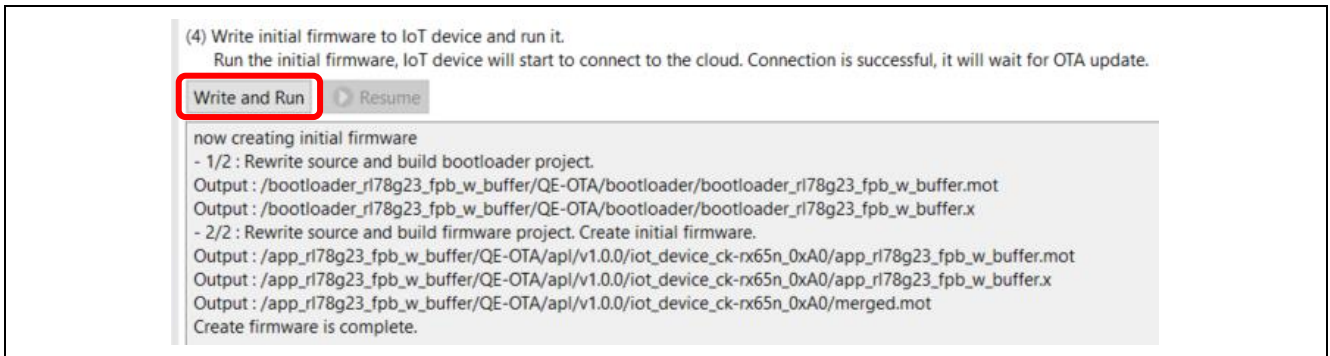 (4) Write initial firmware to IoT device and run it.
Run the initial firmware, IoT device will start to connect to the cloud. Connection is successful, it will wait for OTA update.
Write and Run Resume
now creating initial firmware
- 1/2 : Rewrite source and build bootloader project.
Output : /bootloader_rl78g23_fpb_w_buffer/QE-OTA/bootloader/bootloader_rl78g23_fpb_w_buffer.mot
Output : /bootloader_rl78g23_fpb_w_buffer/QE-OTA/bootloader/bootloader_rl78g23_fpb_w_buffer.x
- 2/2 : Rewrite source and build firmware project. Create initial firmware.
Output : /app_rl78g23_fpb_w_buffer/QE-OTA/apl/v1.0.0/iot_device_ck-rx65n_0xA0/app_rl78g23_fpb_w_buffer.mot
Output : /app_rl78g23_fpb_w_buffer/QE-OTA/apl/v1.0.0/iot_device_ck-rx65n_0xA0/app_rl78g23_fpb_w_buffer.x
Output : /app_rl78g23_fpb_w_buffer/QE-OTA/apl/v1.0.0/iot_device_ck-rx65n_0xA0/merged.mot
Create firmware is complete.